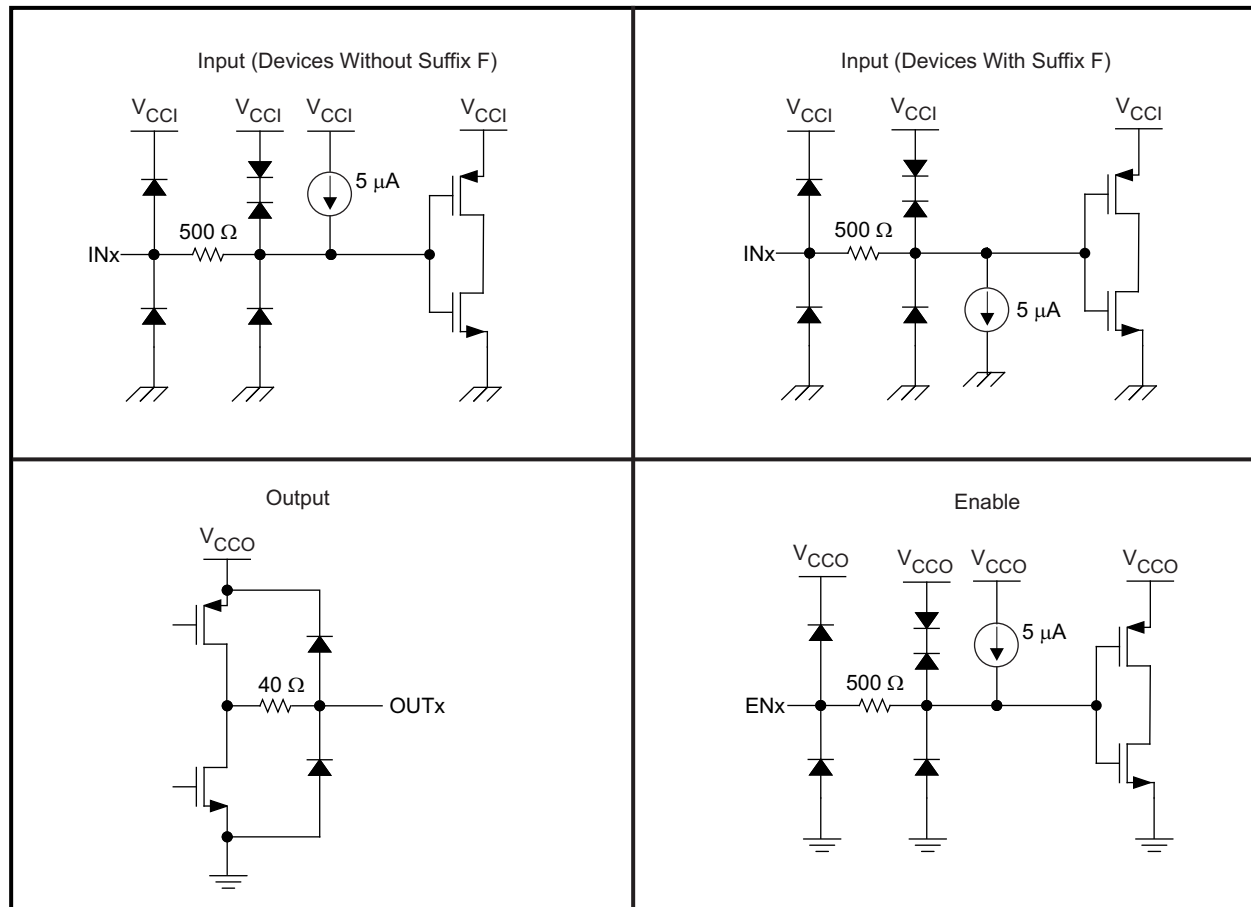 Input (Devices Without Suffix F)
VCCI VCCI VCCI VCCI
5 μA
500 Ω
INx
Input (Devices With Suffix F)
VCCI VCCI VCCI
500 Ω
INx
5 μA
Output
VCCO
40 Ω
OUTx
Enable
VCCO VCCO VCCO VCCO
5 μA
500 Ω
ENx